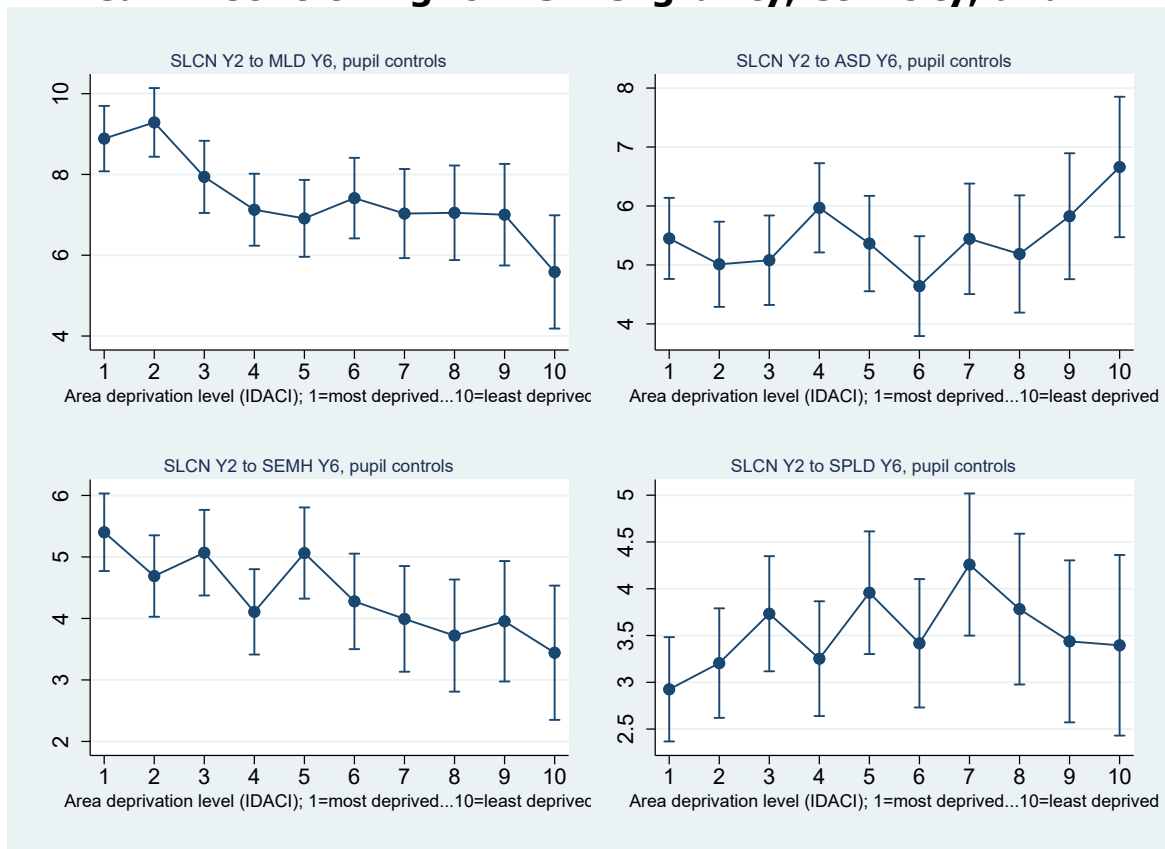 SLCN Y2 to MLD Y6, pupil controls
10
8
6
4
1 2 3 4 5 6 7 8 9 10
Area deprivation level (IDACI); 1=most deprived...10=least deprived
SLCN Y2 to ASD Y6, pupil controls
8
7
6
5
4
1 2 3 4 5 6 7 8 9 10
Area deprivation level (IDACI); 1=most deprived...10=least deprived
SLCN Y2 to SEMH Y6, pupil controls
6
5
4
3
2
1 2 3 4 5 6 7 8 9 10
Area deprivation level (IDACI); 1=most deprived...10=least deprived
SLCN Y2 to SPLD Y6, pupil controls
5
4.5
4
3.5
3
2.5
1 2 3 4 5 6 7 8 9 10
Area deprivation level (IDACI); 1=most deprived...10=least deprived